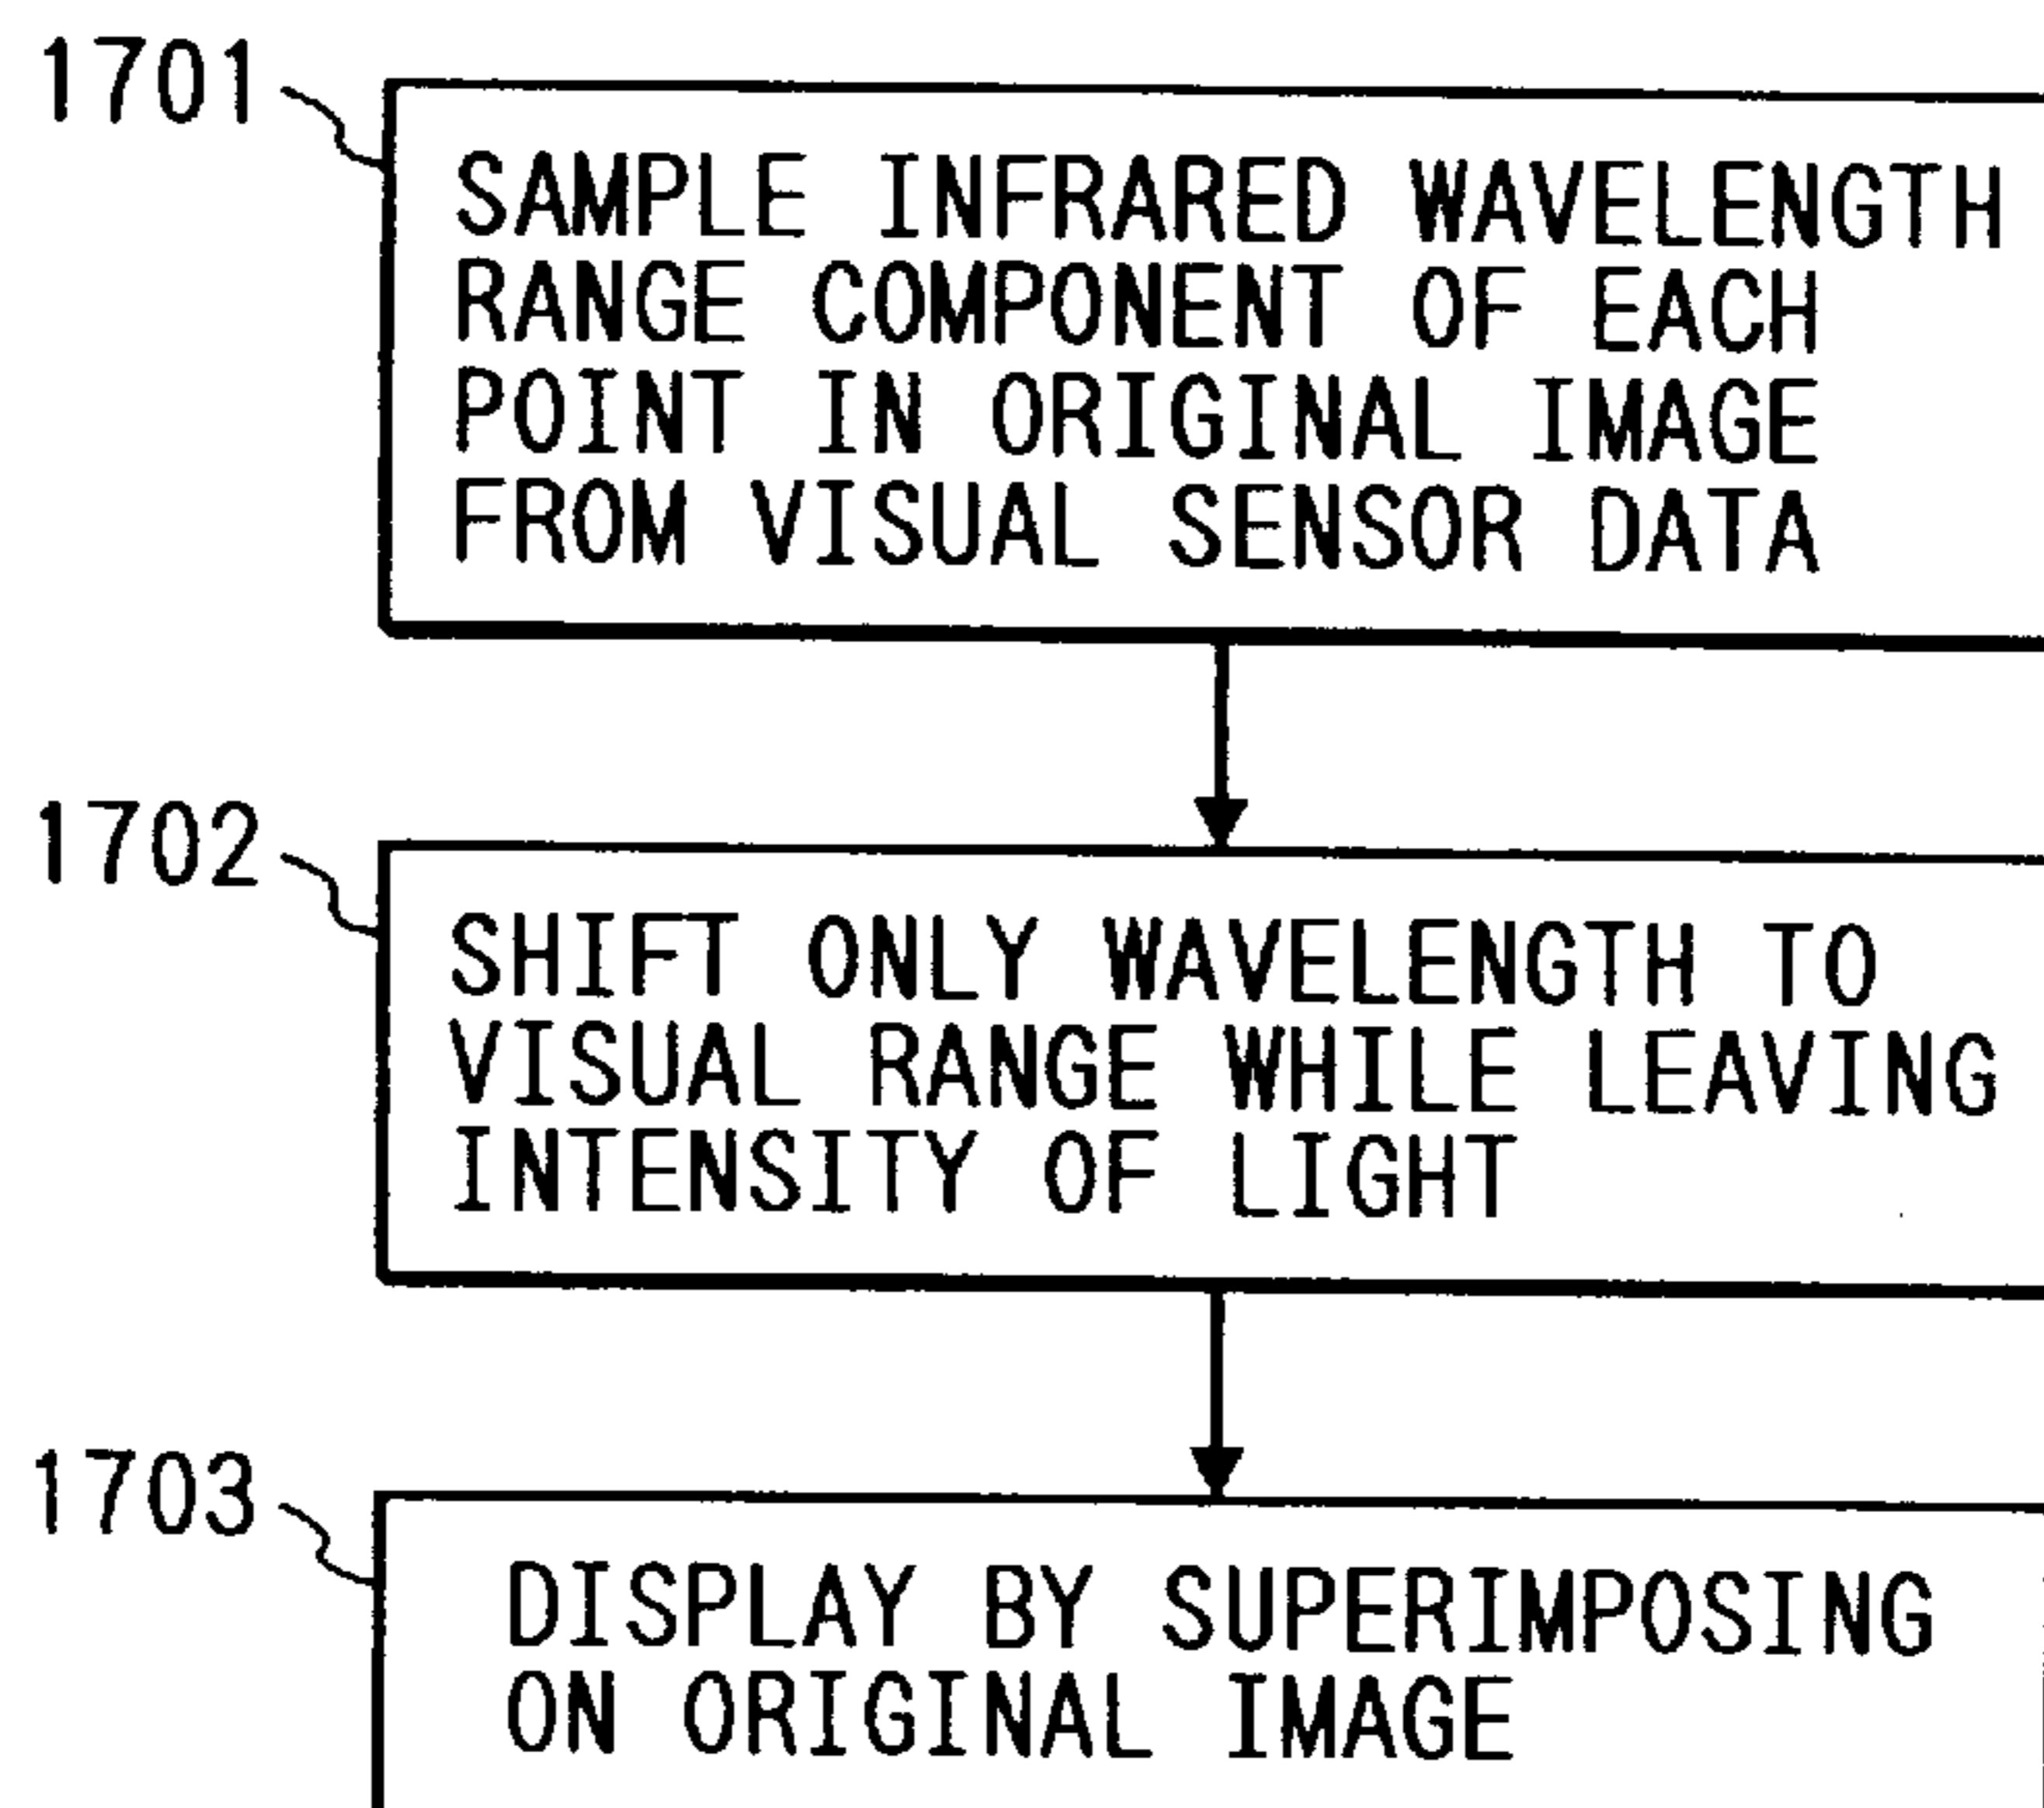 1701
SAMPLE INFRARED WAVELENGTH
RANGE COMPONENT OF EACH
POINT IN ORIGINAL IMAGE
FROM VISUAL SENSOR DATA
1702
SHIFT ONLY WAVELENGTH TO
VISUAL RANGE WHILE LEAVING
INTENSITY OF LIGHT
1703
DISPLAY BY SUPERIMPOSING
ON ORIGINAL IMAGE